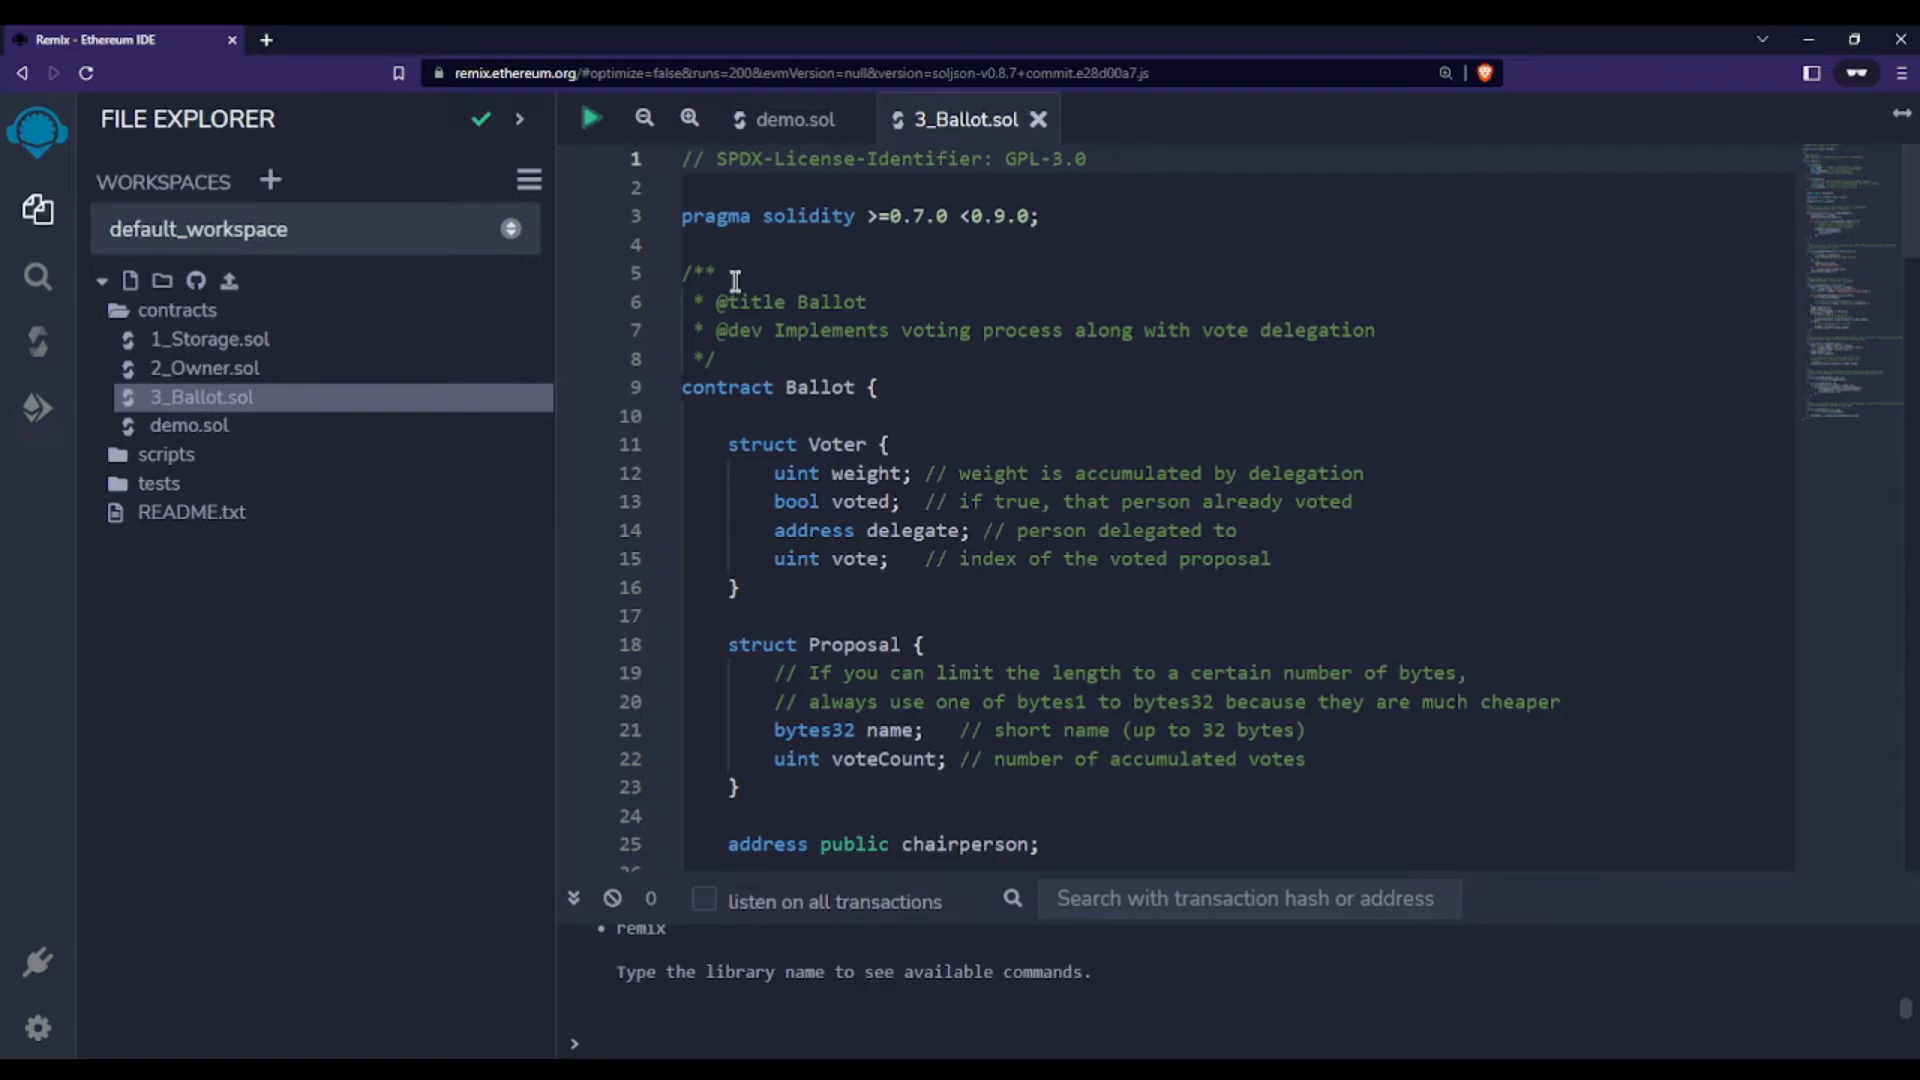 Remix - Ethereum IDE
remix.ethereum.org/#optimize=false&runs=200&evmVersion=null&version=soljson-v0.8.7+commit.e28d00a7.js
FILE EXPLORER
WORKSPACES
default_workspace
contracts
1_Storage.sol
2_Owner.sol
3_Ballot.sol
demo.sol
scripts
tests
README.txt
demo.sol
3_Ballot.sol
1 // SPDX-License-Identifier: GPL-3.0
2
3 pragma solidity >=0.7.0 <0.9.0;
4
5 /**
6 * @title Ballot
7 * @dev Implements voting process along with vote delegation
8 */
9 contract Ballot {
10
11 struct Voter {
12 uint weight; // weight is accumulated by delegation
13 bool voted; // if true, that person already voted
14 address delegate; // person delegated to
15 uint vote; // index of the voted proposal
16 }
17
18 struct Proposal {
19 // If you can limit the length to a certain number of bytes,
20 // always use one of bytes1 to bytes32 because they are much cheaper
21 bytes32 name; // short name (up to 32 bytes)
22 uint voteCount; // number of accumulated votes
23 }
24
25 address public chairperson;
0
listen on all transactions
Search with transaction hash or address
• remix
Type the library name to see available commands.
>